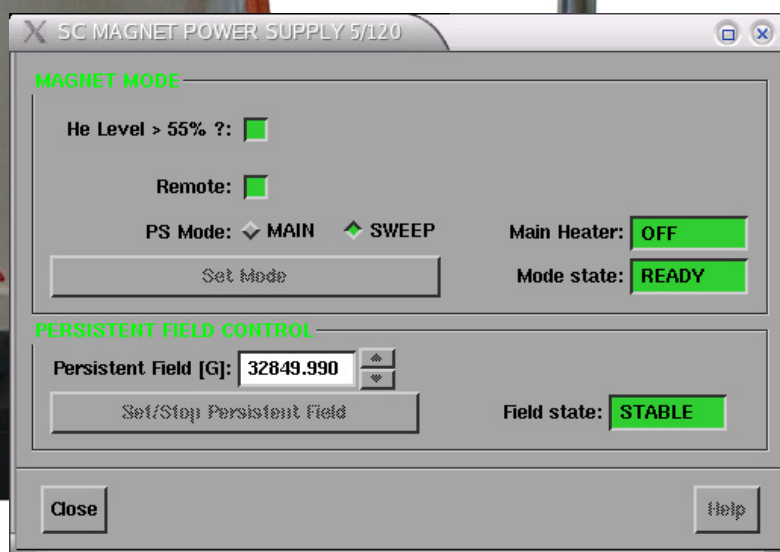 SC MAGNET POWER SUPPLY 5/120
MAGNET MODE
He Level > 55% ?:
Remote:
PS Mode: MAIN SWEEP Main Heater: OFF
Set Mode Mode state: READY
PERSISTENT FIELD CONTROL
Persistent Field [G]: 32849.990
Set/Stop Persistent Field Field state: STABLE
Close Help